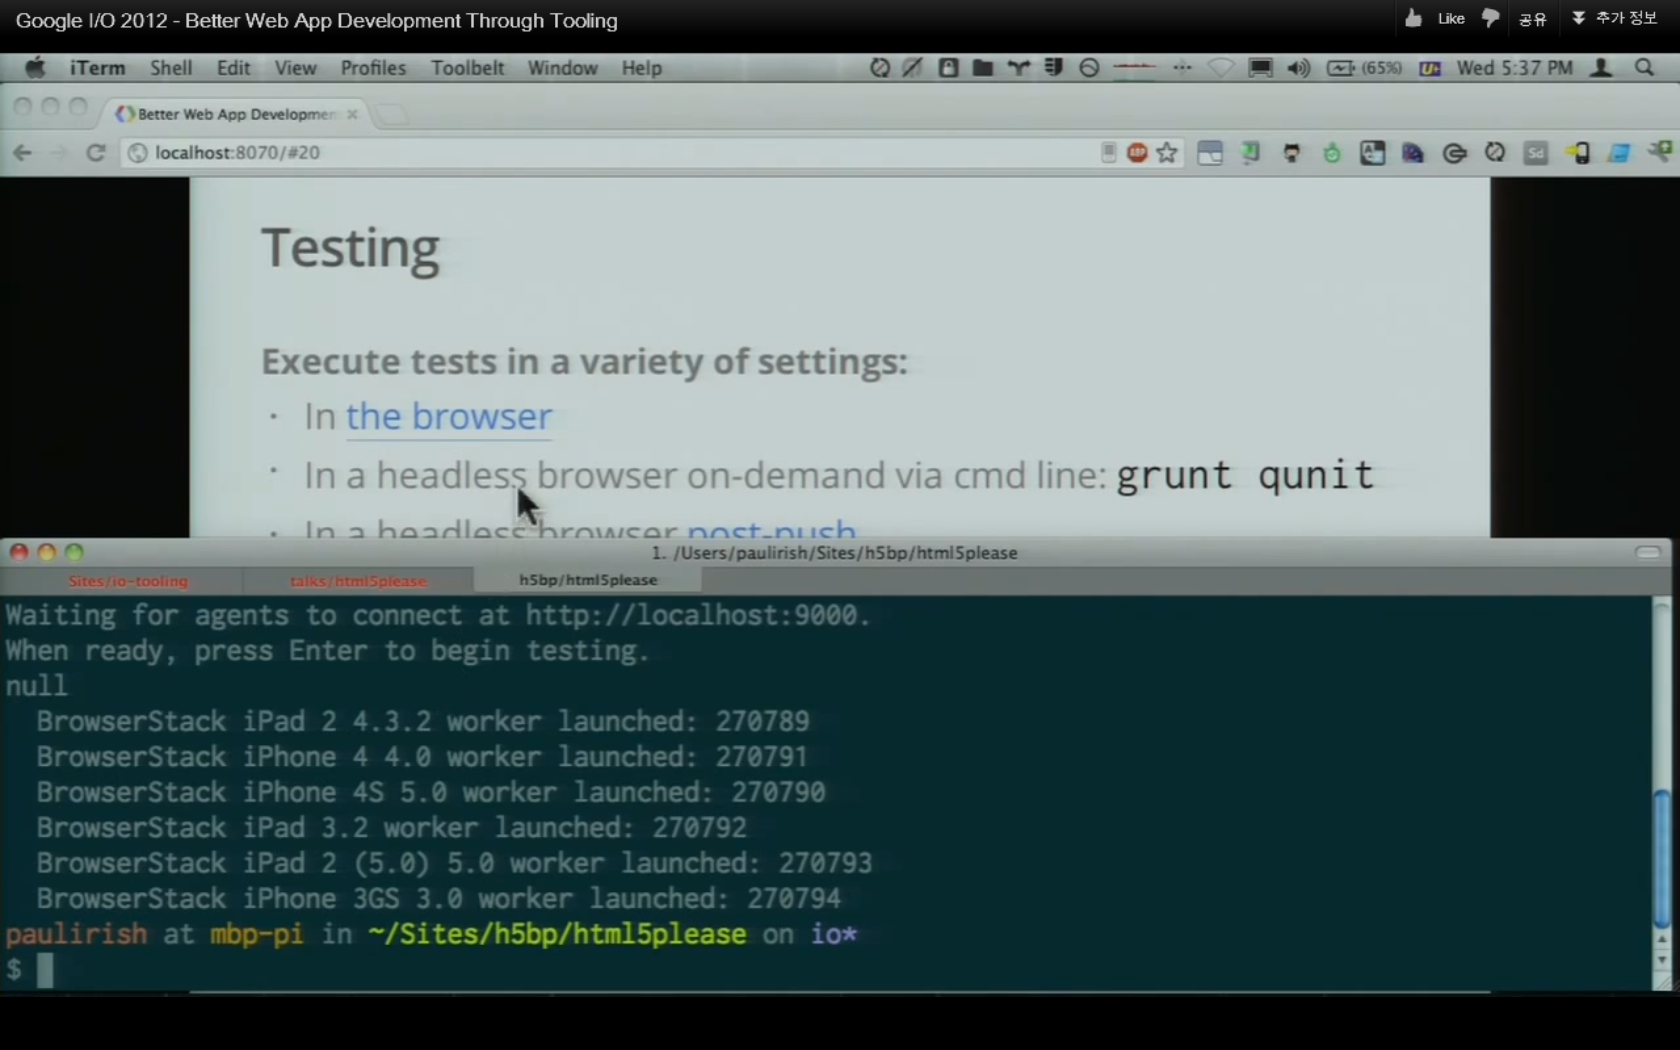 Google I/O 2012 - Better Web App Development Through Tooling
Like 공유 추가 정보
iTerm Shell Edit View Profiles Toolbelt Window Help (65%) Wed 5:37 PM
Better Web App Developmen
localhost:8070/#20
ABP
Sd
Testing
Execute tests in a variety of settings:
· In the browser
· In a headless browser on-demand via cmd line: grunt qunit
· In a headless browser post-push
1. /Users/paulirish/Sites/h5bp/html5please
Sites/io-tooling talks/html5please h5bp/html5please
Waiting for agents to connect at http://localhost:9000.
When ready, press Enter to begin testing.
null
BrowserStack iPad 2 4.3.2 worker launched: 270789
BrowserStack iPhone 4 4.0 worker launched: 270791
BrowserStack iPhone 4S 5.0 worker launched: 270790
BrowserStack iPad 3.2 worker launched: 270792
BrowserStack iPad 2 (5.0) 5.0 worker launched: 270793
BrowserStack iPhone 3GS 3.0 worker launched: 270794
paulirish at mbp-pi in ~/Sites/h5bp/html5please on io*
$